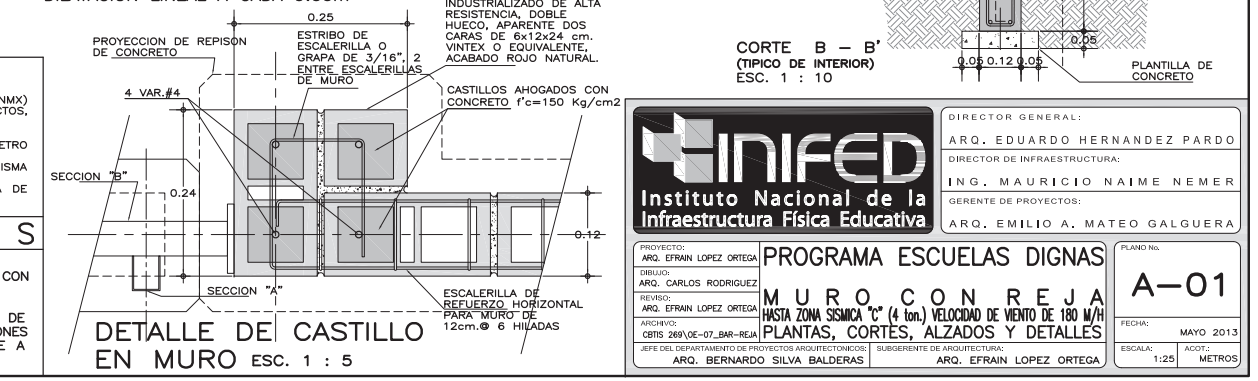 0.25
INDUSTRIALIZADO DE ALTA
RESISTENCIA, DOBLE
HUECO, APARENTE DOS
CARAS DE 6x12x24 cm.
VINTEX O EQUIVALENTE,
ACABADO ROJO NATURAL.
PROYECCION DE REPISON
DE CONCRETO
ESTRIBO DE
ESCALERILLA O
GRAPA DE 3/16", 2
ENTRE ESCALERILLAS
DE MURO
4 VAR.#4
CASTILLOS AHOGADOS CON
CONCRETO f'c=150 Kg/cm2
SECCION "B"
0.24
0.12
SECCION "A"
ESCALERILLA DE
REFUERZO HORIZONTAL
PARA MURO DE
12cm.@ 6 HILADAS
DETALLE DE CASTILLO
EN MURO ESC. 1 : 5
NMX)
CTOS,
ETRO
ISMA
DE
S
CON
DE
ONES
E A
CORTE B - B'
(TIPICO DE INTERIOR)
ESC. 1 : 10
0.05
0.05 0.12 0.05
PLANTILLA DE
CONCRETO
INIFED
Instituto Nacional de la
Infraestructura Física Educativa
DIRECTOR GENERAL:
ARQ. EDUARDO HERNANDEZ PARDO
DIRECTOR DE INFRAESTRUCTURA:
ING. MAURICIO NAIME NEMER
GERENTE DE PROYECTOS:
ARQ. EMILIO A. MATEO GALGUERA
PROYECTO:
ARQ. EFRAIN LOPEZ ORTEGA
DIBUJO:
ARQ. CARLOS RODRIGUEZ
REVISO:
ARQ. EFRAIN LOPEZ ORTEGA
ARCHIVO:
CBTIS 269\OE-07_BAR-REJA
PROGRAMA ESCUELAS DIGNAS
MURO CON REJA
HASTA ZONA SISMICA "C" (4 ton.) VELOCIDAD DE VIENTO DE 180 M/H
PLANTAS, CORTES, ALZADOS Y DETALLES
JEFE DEL DEPARTAMENTO DE PROYECTOS ARQUITECTONICOS:
ARQ. BERNARDO SILVA BALDERAS
SUBGERENTE DE ARQUITECTURA:
ARQ. EFRAIN LOPEZ ORTEGA
PLANO No.
A-01
FECHA:
MAYO 2013
ESCALA:
1:25
ACOT.:
METROS